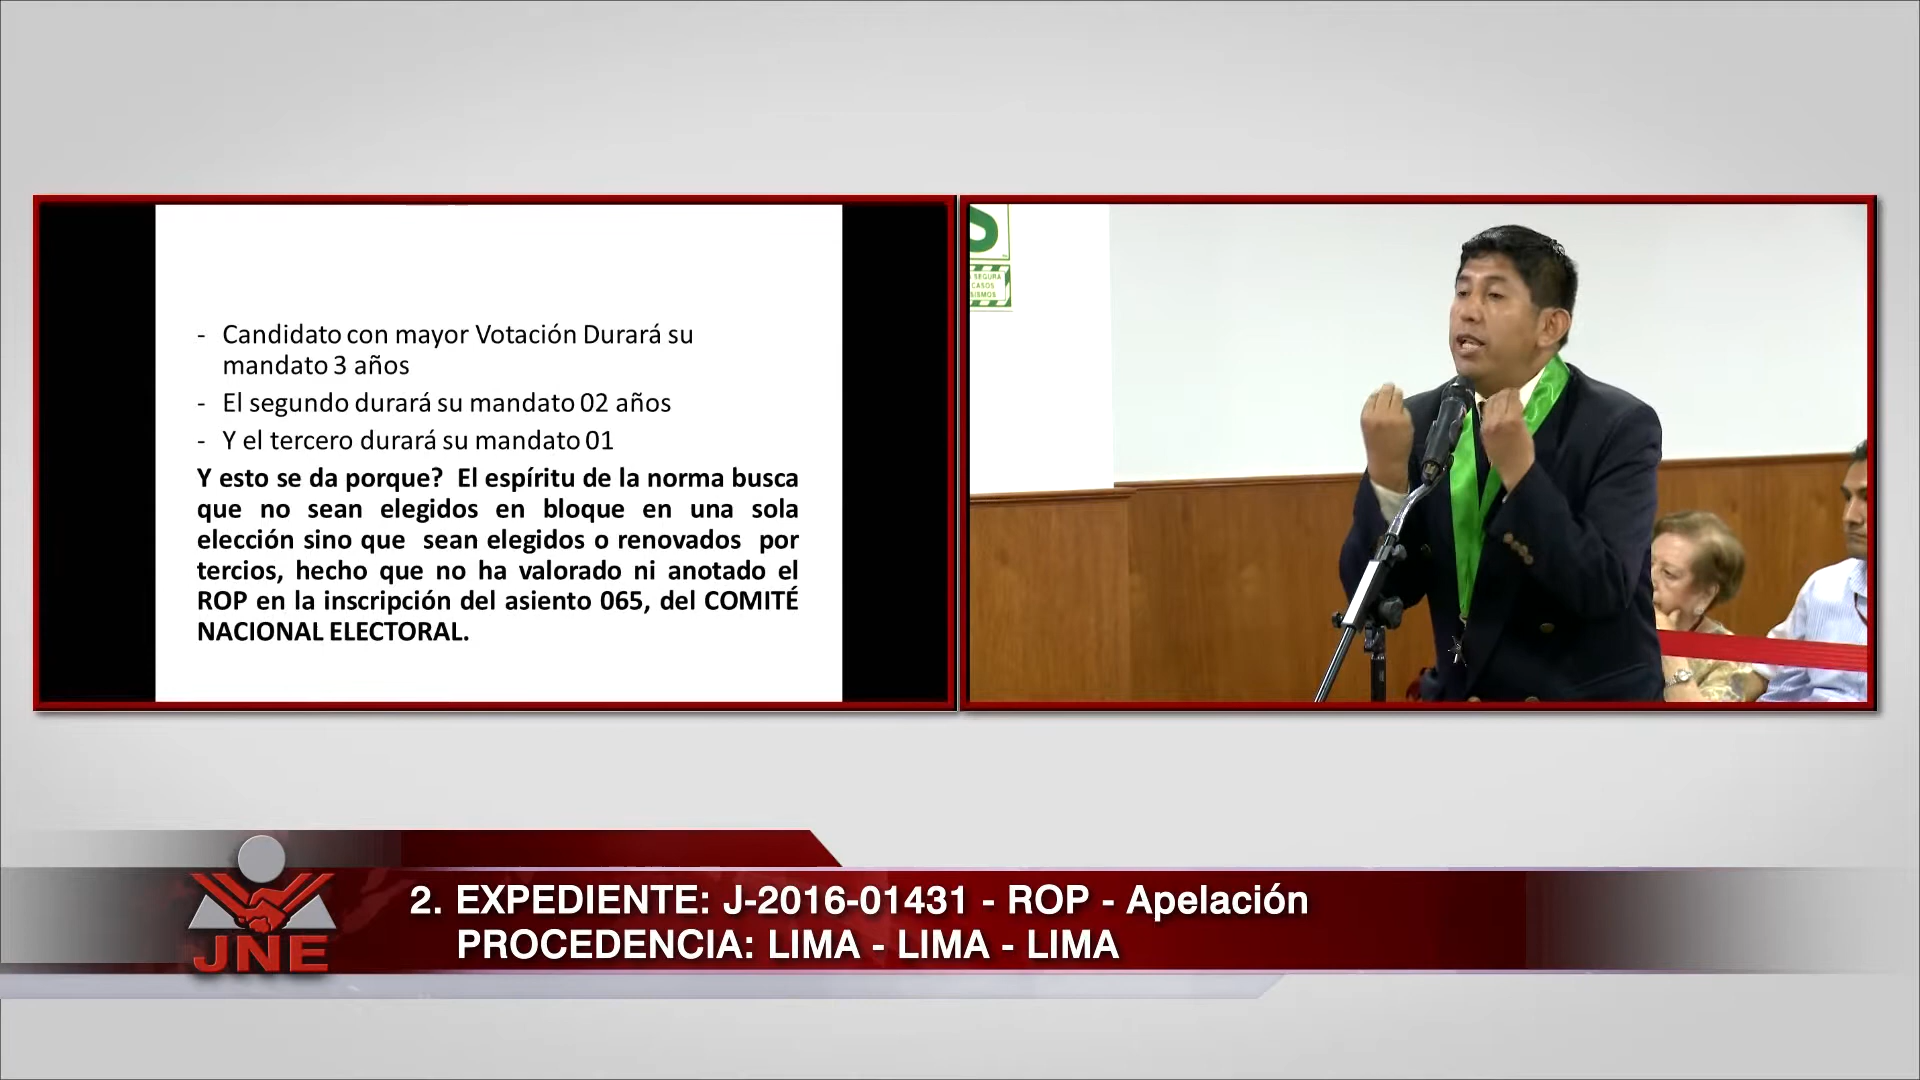 - Candidato con mayor Votación Durará su
mandato 3 años
- El segundo durará su mandato 02 años
- Y el tercero durará su mandato 01
Y esto se da porque? El espíritu de la norma busca
que no sean elegidos en bloque en una sola
elección sino que sean elegidos o renovados por
tercios, hecho que no ha valorado ni anotado el
ROP en la inscripción del asiento 065, del COMITÉ
NACIONAL ELECTORAL.
S
SEGURA
CASOS
SISMOS
JNE
2. EXPEDIENTE: J-2016-01431 - ROP - Apelación
PROCEDENCIA: LIMA - LIMA - LIMA